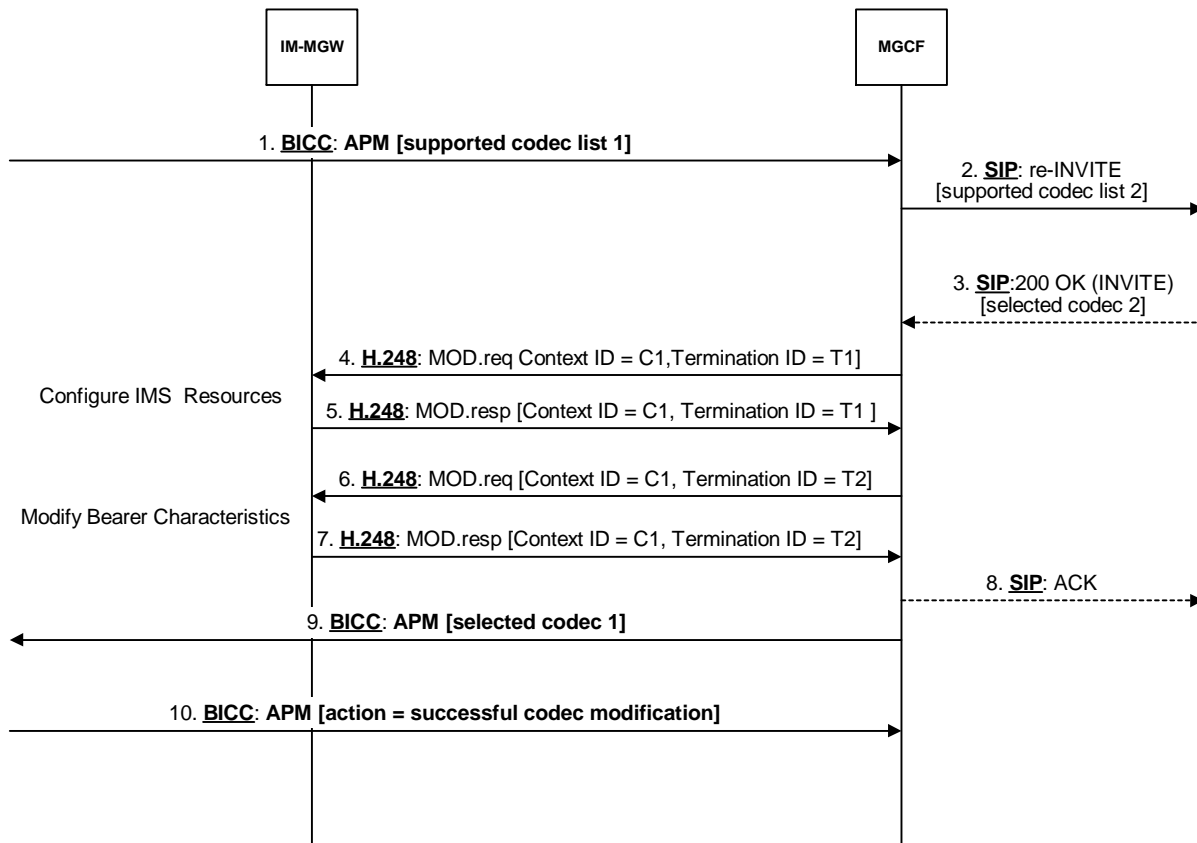 IM-MGW
MGCF
1. BICC: APM [supported codec list 1]
2. SIP: re-INVITE
[supported codec list 2]
3. SIP:200 OK (INVITE)
[selected codec 2]
4. H.248: MOD.req Context ID = C1,Termination ID = T1]
Configure IMS  Resources
5. H.248: MOD.resp [Context ID = C1, Termination ID = T1 ]
6. H.248: MOD.req [Context ID = C1, Termination ID = T2]
Modify Bearer Characteristics
7. H.248: MOD.resp [Context ID = C1, Termination ID = T2]
8. SIP: ACK
9. BICC: APM [selected codec 1]
10. BICC: APM [action = successful codec modification]